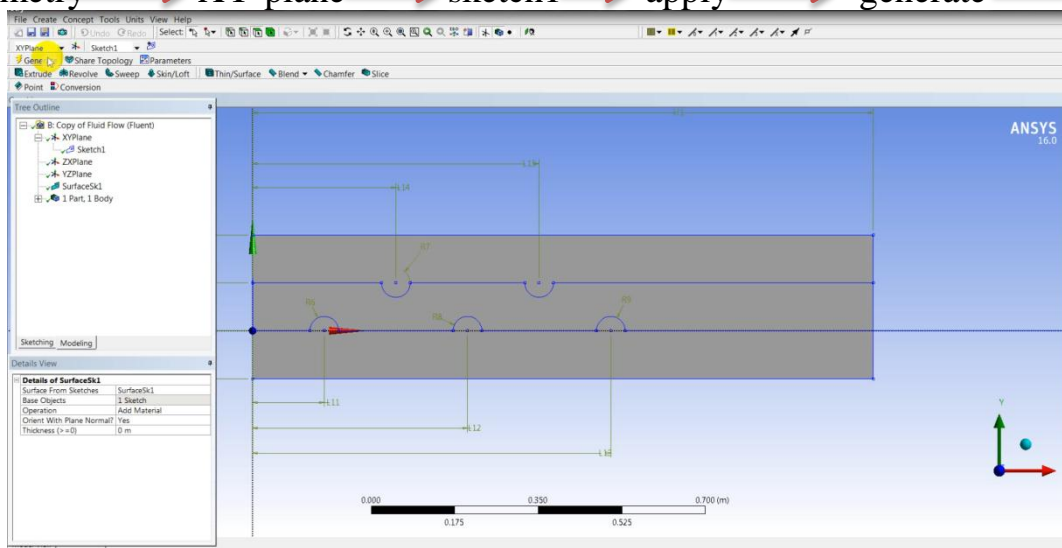 metry XY-plane sketch1 apply generate
File Create Concept Tools Units View Help
Undo Redo Select:
XYPlane Sketch1
Share Topology Parameters
Extrude Revolve Sweep Skin/Loft Thin/Surface Blend Chamfer Slice
Point Conversion
Tree Outline
B: Copy of Fluid Flow (Fluent)
XYPlane
Sketch1
ZXPlane
YZPlane
SurfaceSk1
1 Part, 1 Body
Sketching Modeling
Details View
Details of SurfaceSk1
Surface From Sketches SurfaceSk1
Base Objects 1 Sketch
Operation Add Material
Orient With Plane Normal? Yes
Thickness (>=0) 0 m
ANSYS
16.0
L14
R7
R6
L11
L12
0.000 0.350 0.700 (m)
0.175 0.525
Y